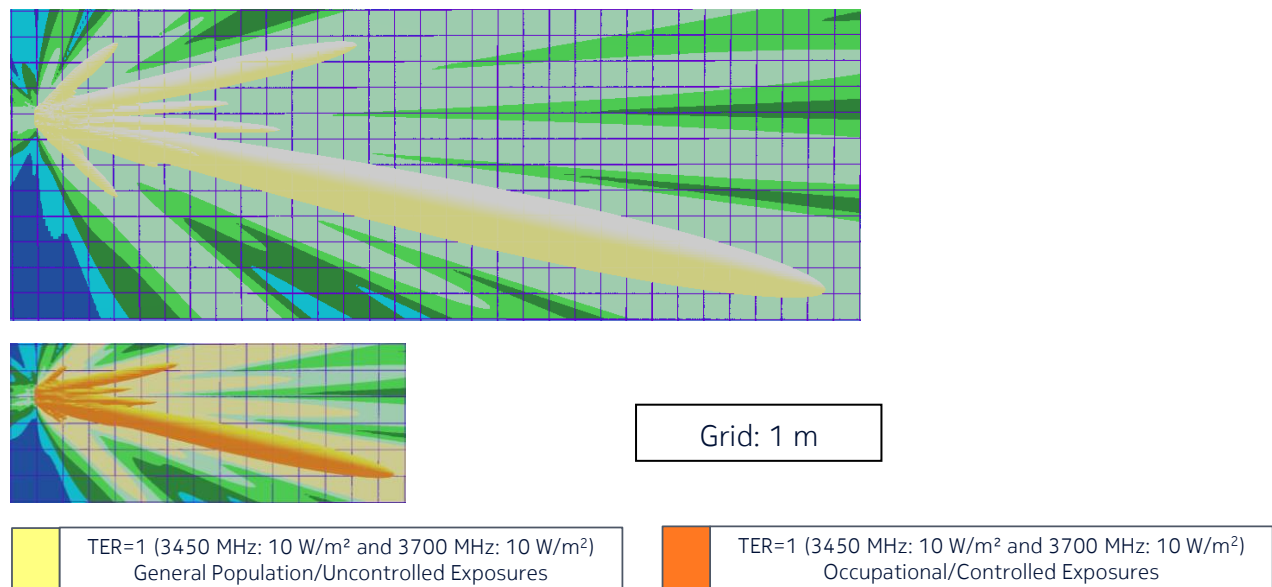 Grid: 1 m
TER=1 (3450 MHz: 10 W/m² and 3700 MHz: 10 W/m²)
General Population/Uncontrolled Exposures
TER=1 (3450 MHz: 10 W/m² and 3700 MHz: 10 W/m²)
Occupational/Controlled Exposures